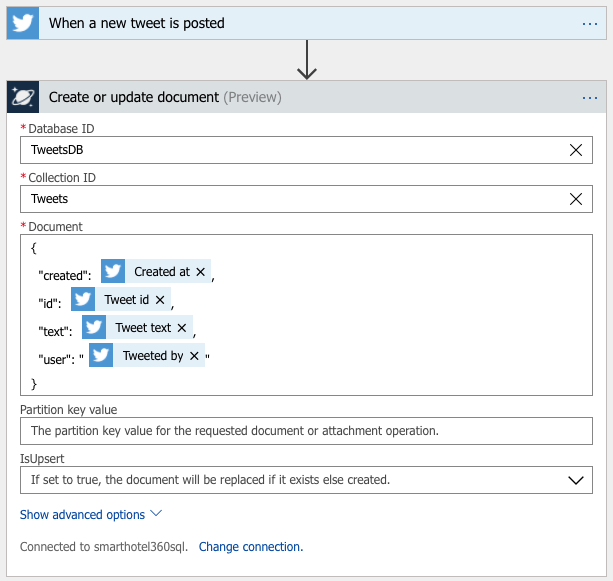 When a new tweet is posted
Create or update document (Preview)
* Database ID
TweetsDB
* Collection ID
Tweets
* Document
{
"created": Created at ×,
"id": Tweet id ×,
"text": Tweet text ×,
"user": " Tweeted by × "
}
Partition key value
The partition key value for the requested document or attachment operation.
IsUpsert
If set to true, the document will be replaced if it exists else created.
Show advanced options
Connected to smarthotel360sql. Change connection.